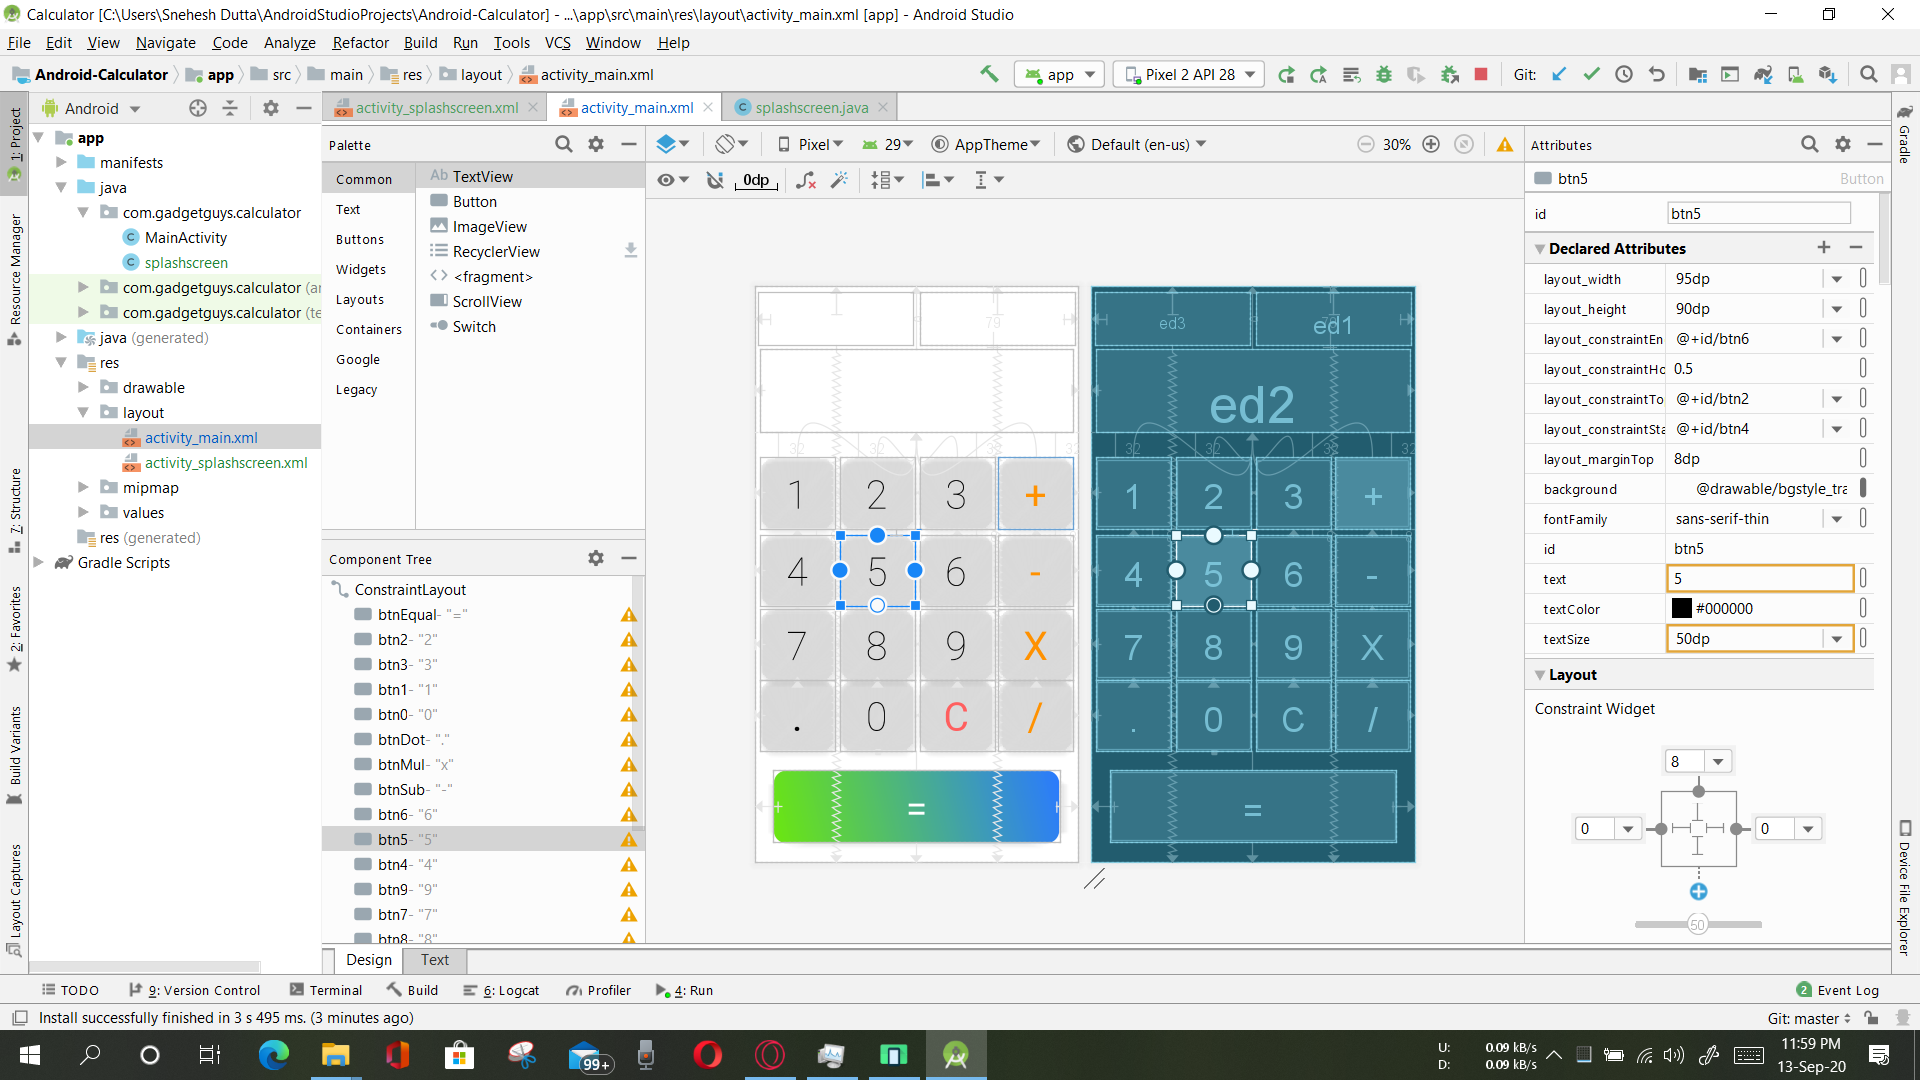 Calculator [C:\Users\Snehesh Dutta\AndroidStudioProjects\Android-Calculator] - ...\app\src\main\res\layout\activity_main.xml [app] - Android Studio
File Edit View Navigate Code Analyze Refactor Build Run Tools VCS Window Help
Android-Calculator app src main res layout activity_main.xml app Pixel 2 API 28 Git:
Android activity_splashscreen.xml activity_main.xml splashscreen.java
1: Project
Resource Manager
7: Structure
2: Favorites
Build Variants
Layout Captures
app
manifests
java
com.gadgetguys.calculator
MainActivity
splashscreen
com.gadgetguys.calculator (ar
com.gadgetguys.calculator (te
java (generated)
res
drawable
layout
activity_main.xml
activity_splashscreen.xml
mipmap
values
res (generated)
Gradle Scripts
Palette
Common
Text
Buttons
Widgets
Layouts
Containers
Google
Legacy
Ab TextView
Button
ImageView
RecyclerView
<fragment>
ScrollView
Switch
Component Tree
ConstraintLayout
btnEqual- "="
btn2- "2"
btn3- "3"
btn1- "1"
btn0- "0"
btnDot- "."
btnMul- "x"
btnSub- "-"
btn6- "6"
btn5- "5"
btn4- "4"
btn9- "9"
btn7- "7"
btn8- "8"
Design Text
Pixel 29 AppTheme Default (en-us) 30%
0dp
79
32
1 2 3 +
4 5 6 -
7 8 9 X
. 0 C /
=
ed3 ed1
ed2
32
1 2 3 +
4 5 6 -
7 8 9 X
. 0 C /
=
Attributes
btn5 Button
id btn5
Declared Attributes
layout_width 95dp
layout_height 90dp
layout_constraintEn @+id/btn6
layout_constraintHo 0.5
layout_constraintTo @+id/btn2
layout_constraintSta @+id/btn4
layout_marginTop 8dp
background @drawable/bgstyle_tra
fontFamily sans-serif-thin
id btn5
text 5
textColor #000000
textSize 50dp
Layout
Constraint Widget
8
0 0
50
Gradle
Device File Explorer
TODO 9: Version Control Terminal Build 6: Logcat Profiler 4: Run 2 Event Log
Install successfully finished in 3 s 495 ms. (3 minutes ago) Git: master
99+
U: 0.09 kB/s
D: 0.09 kB/s
11:59 PM
13-Sep-20